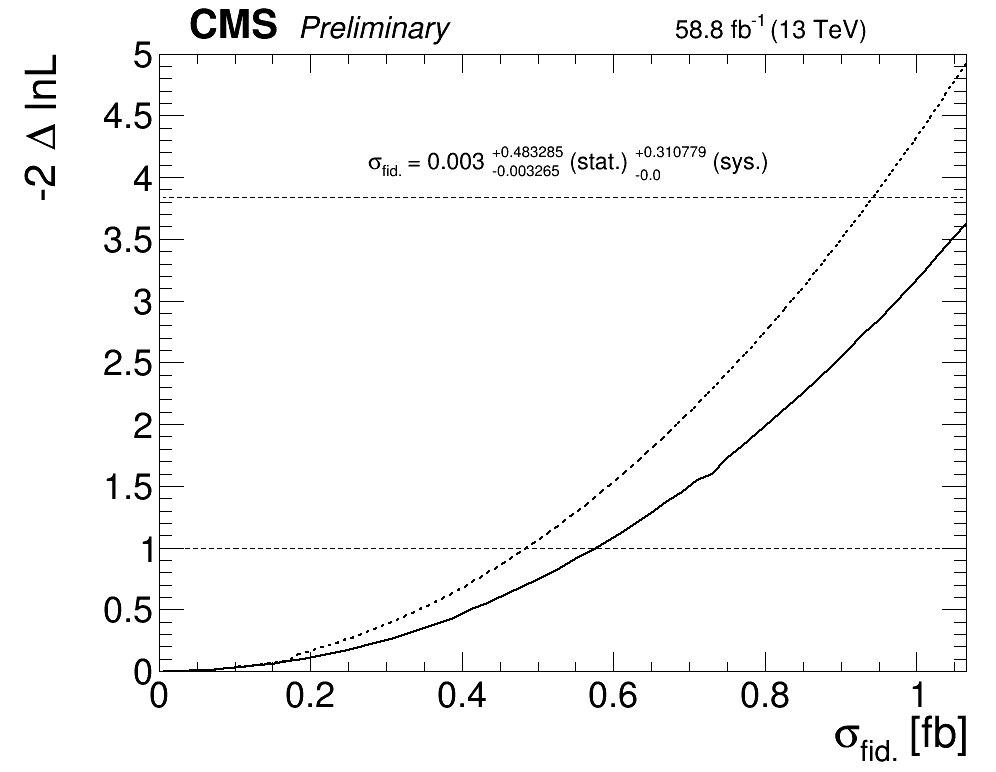 CMS Preliminary 58.8 fb⁻¹ (13 TeV)
-2 Δ lnL
5
4.5
σfid. = 0.003 +0.483285 -0.003265 (stat.) +0.310779 -0.0 (sys.)
4
3.5
3
2.5
2
1.5
1
0.5
0
0 0.2 0.4 0.6 0.8 1
σfid. [fb]